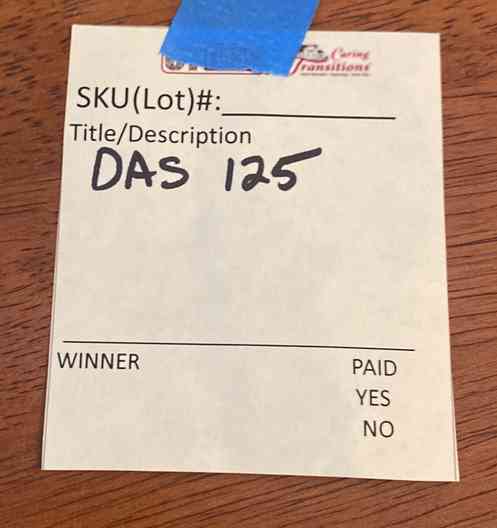 Caring
Transitions
SKU(Lot)#:
Title/Description
DAS 125
WINNER PAID
YES
NO